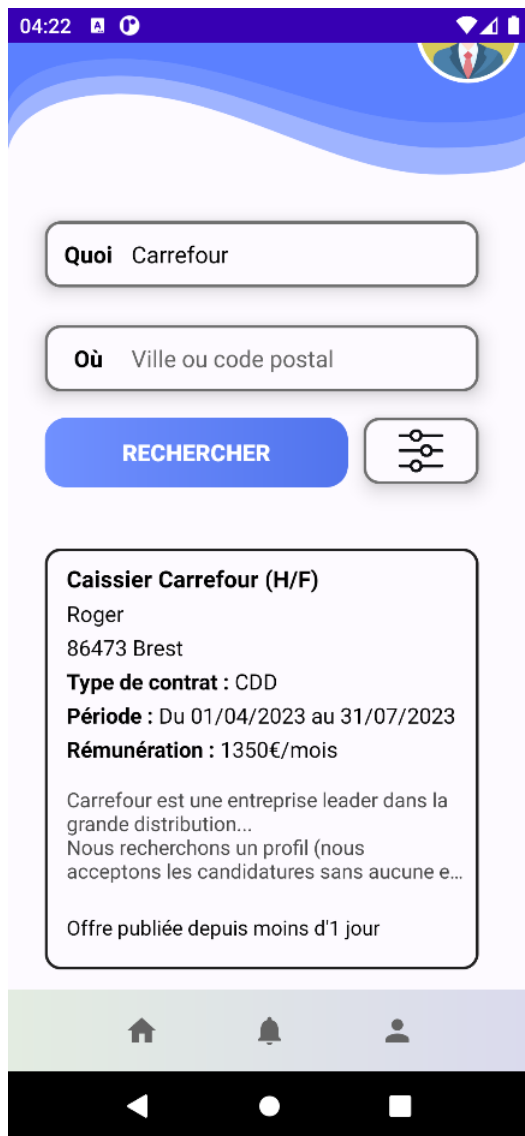 04:22
Quoi Carrefour
Où Ville ou code postal
RECHERCHER
Caissier Carrefour (H/F)
Roger
86473 Brest
Type de contrat : CDD
Période : Du 01/04/2023 au 31/07/2023
Rémunération : 1350€/mois
Carrefour est une entreprise leader dans la
grande distribution...
Nous recherchons un profil (nous
acceptons les candidatures sans aucune e...
Offre publiée depuis moins d'1 jour